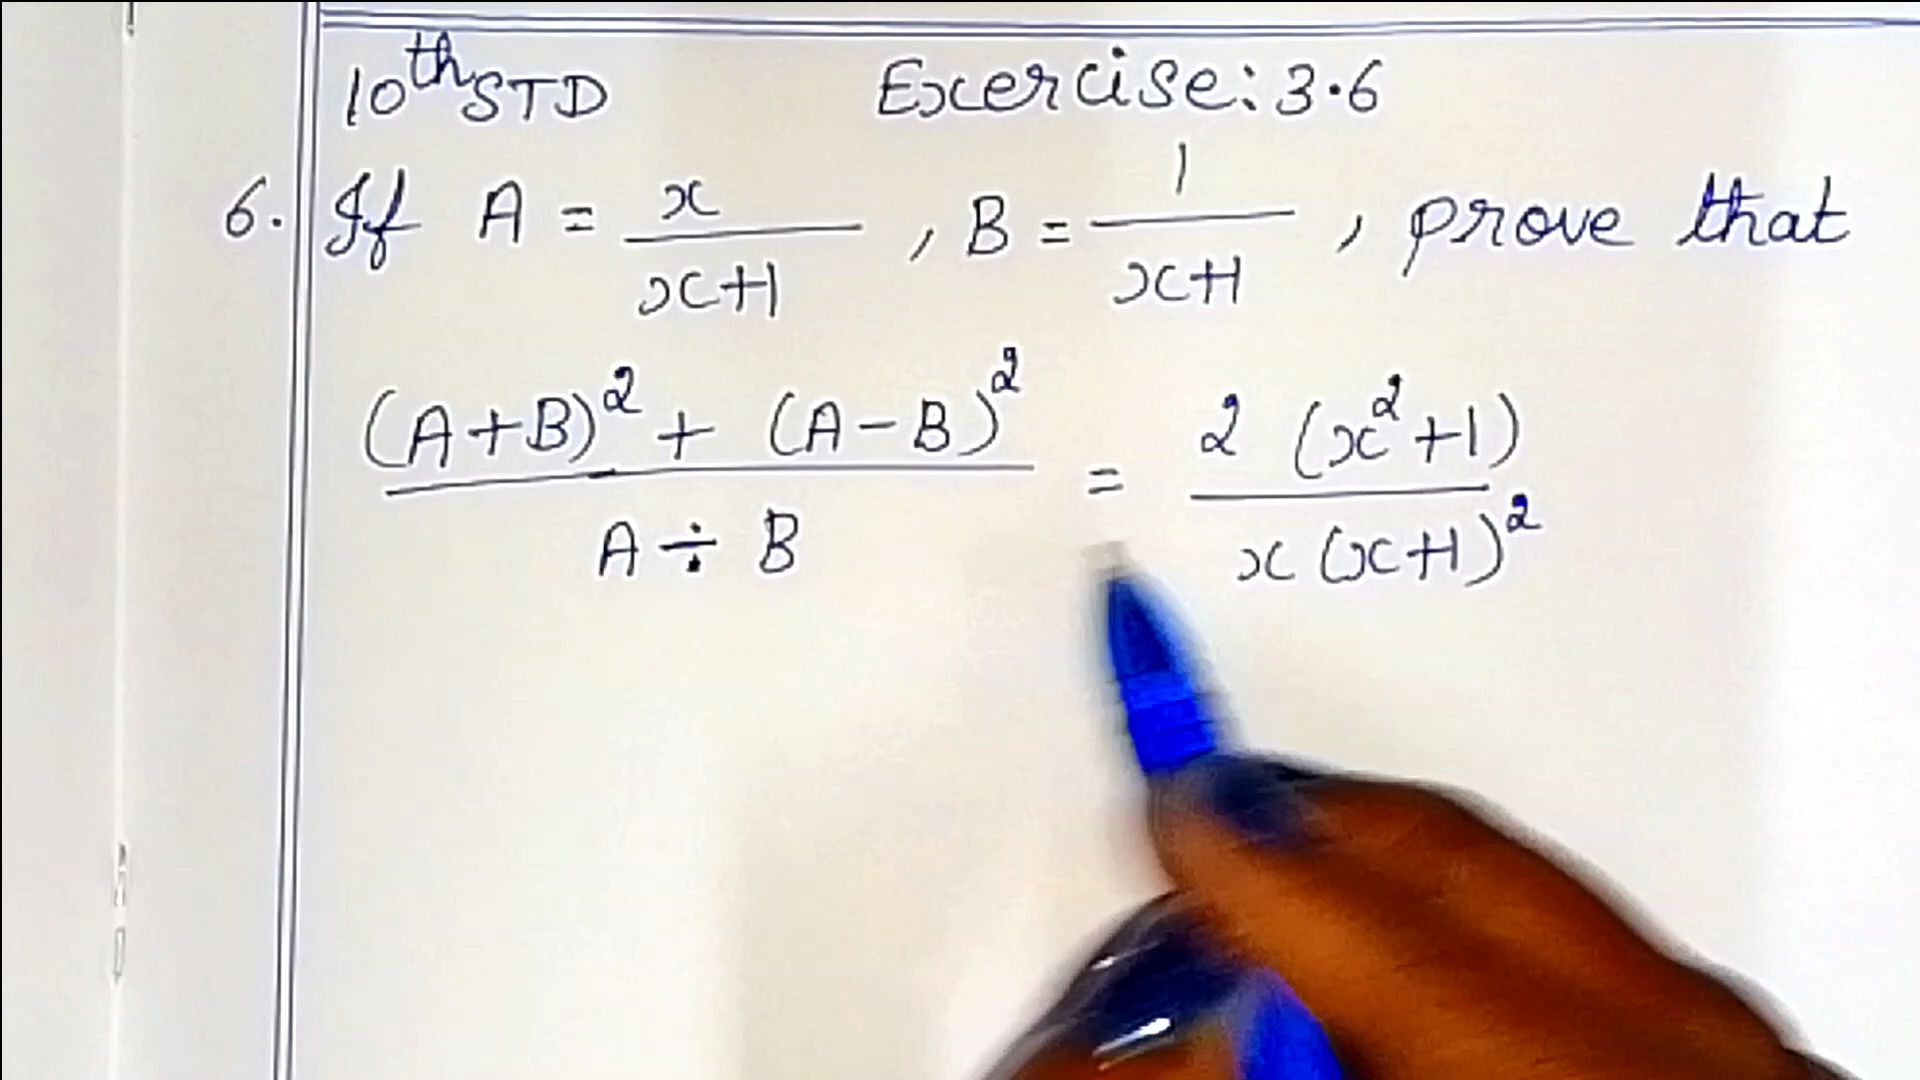 10th STD Exercise: 3.6
6. If A = x/(x+1), B = 1/(x+1), prove that
((A+B)² + (A-B)²)/(A ÷ B) = 2(x²+1)/(x(x+1)²)